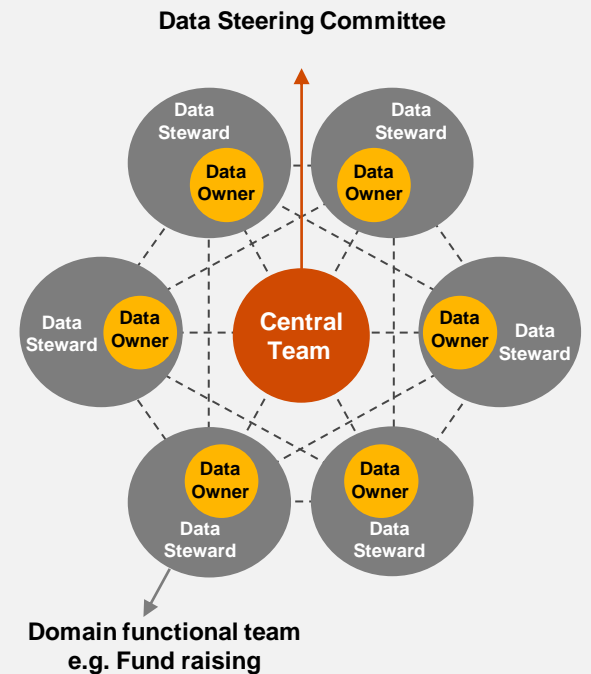 Data Steering Committee
Data
Steward
Data
Owner
Data
Steward
Data
Owner
Data
Steward
Data
Owner
Central
Team
Data
Owner
Data
Steward
Data
Owner
Data
Steward
Data
Owner
Data
Steward
Domain functional team
e.g. Fund raising